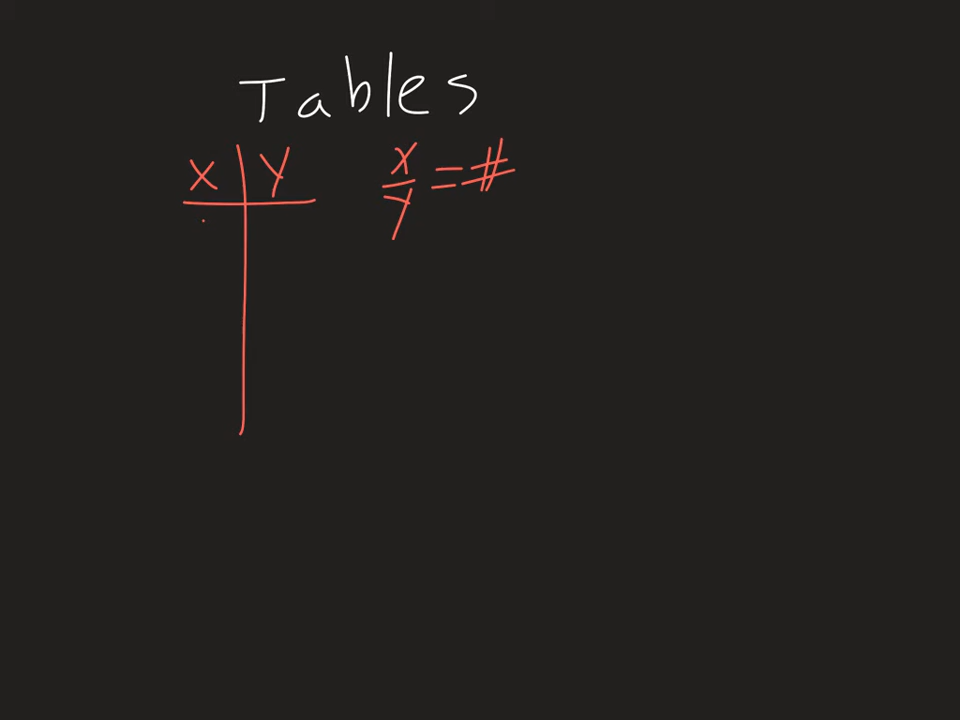 Tables
X Y
x/y = #